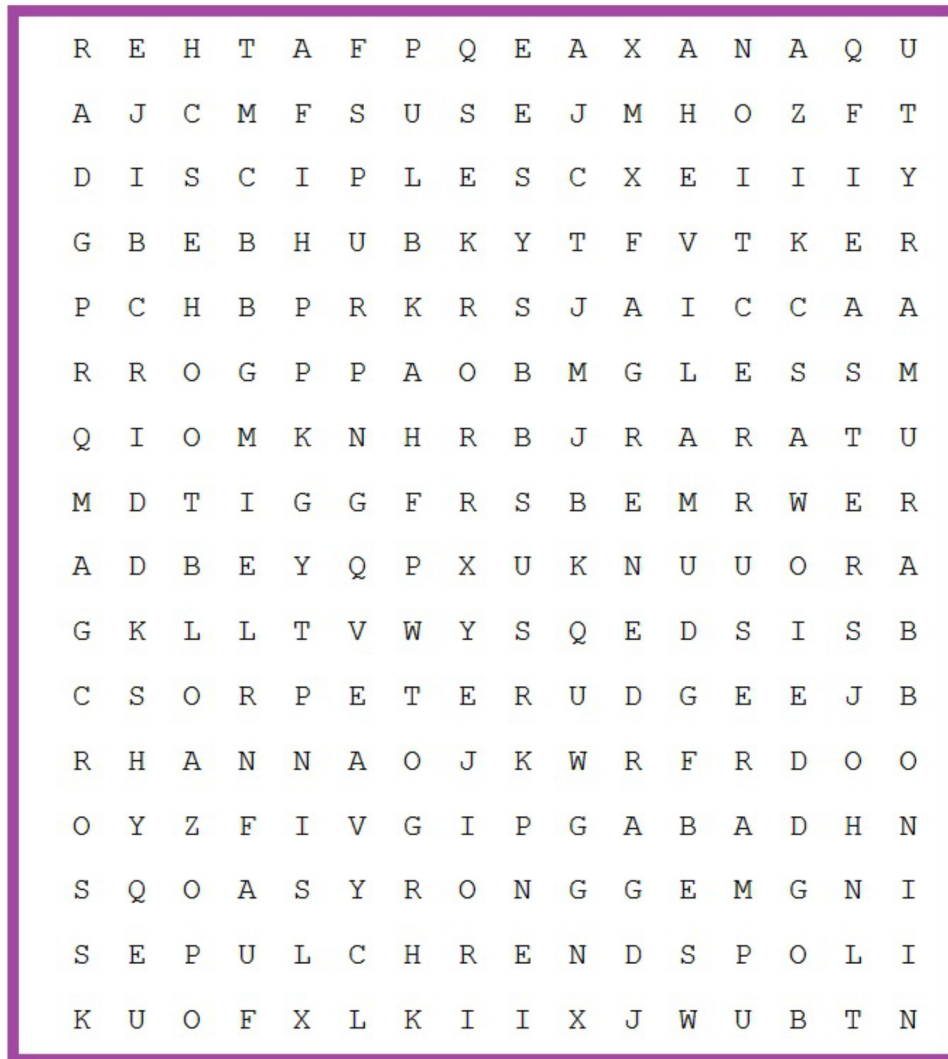 R E H T A F P Q E A X A N A Q U
A J C M F S U S E J M H O Z F T
D I S C I P L E S C X E I I I Y
G B E B H U B K Y T F V T K E R
P C H B P R K R S J A I C C A A
R R O G P P A O B M G L E S S M
Q I O M K N H R B J R A R A T U
M D T I G G F R S B E M R W E R
A D B E Y Q P X U K N U U O R A
G K L L T V W Y S Q E D S I S B
C S O R P E T E R U D G E E J B
R H A N N A O J K W R F R D O O
O Y Z F I V G I P G A B A D H N
S Q O A S Y R O N G G E M G N I
S E P U L C H R E N D S P O L I
K U O F X L K I I X J W U B T N